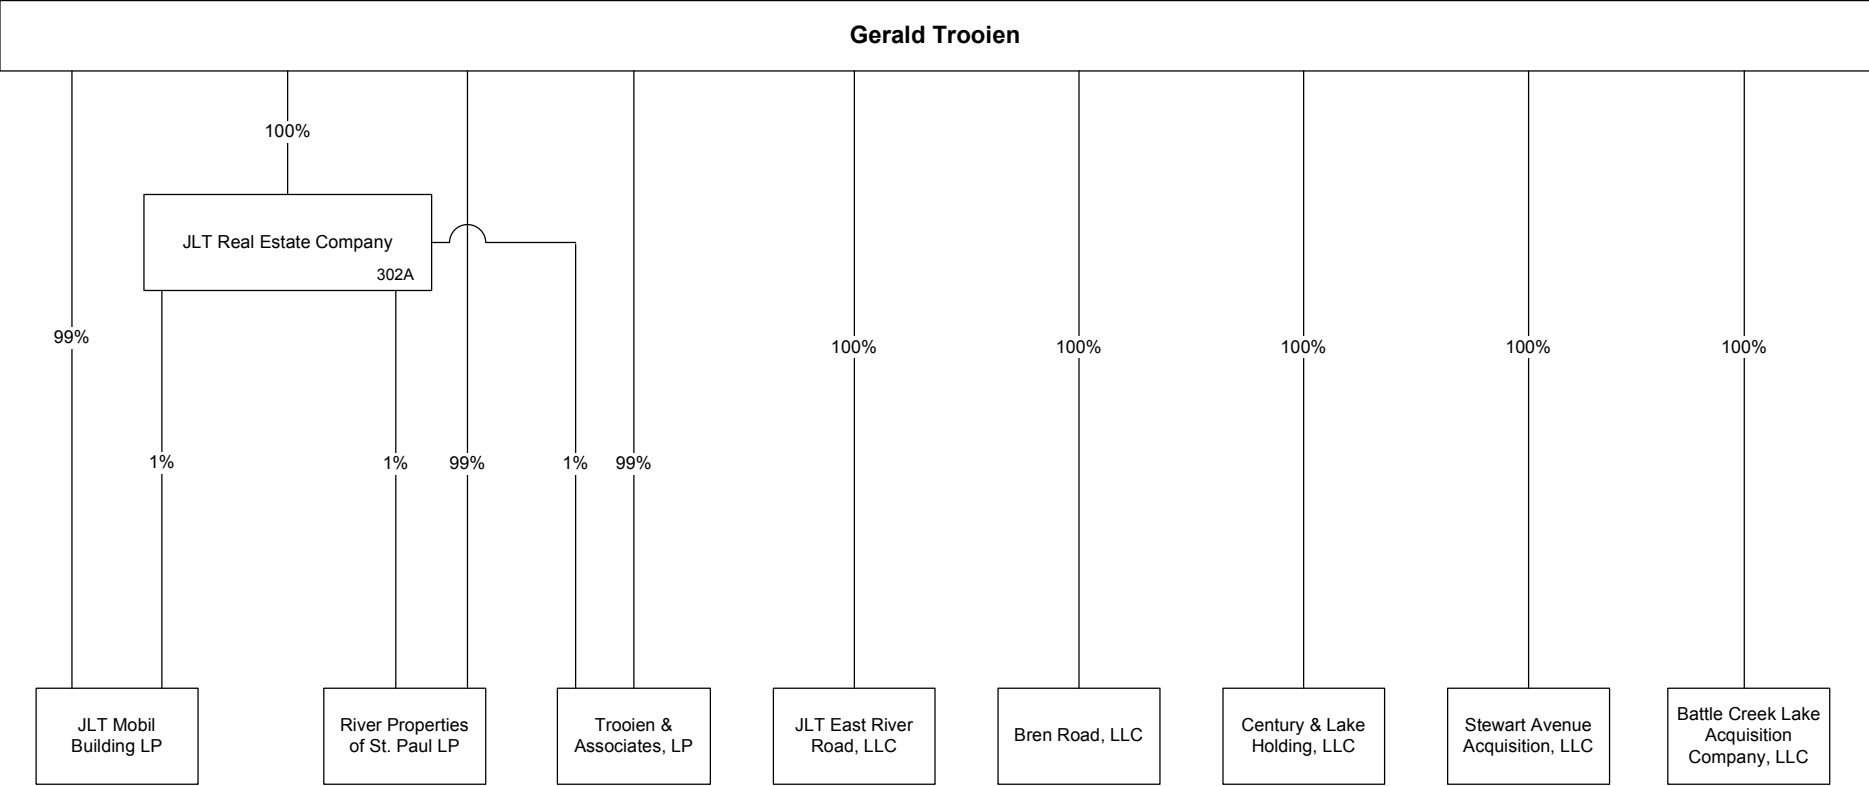 Gerald Trooien
100%
JLT Real Estate Company
302A
99%
100%
100%
100%
100%
100%
1%
1%
99%
1%
99%
JLT Mobil
Building LP
River Properties
of St. Paul LP
Trooien &
Associates, LP
JLT East River
Road, LLC
Bren Road, LLC
Century & Lake
Holding, LLC
Stewart Avenue
Acquisition, LLC
Battle Creek Lake
Acquisition
Company, LLC